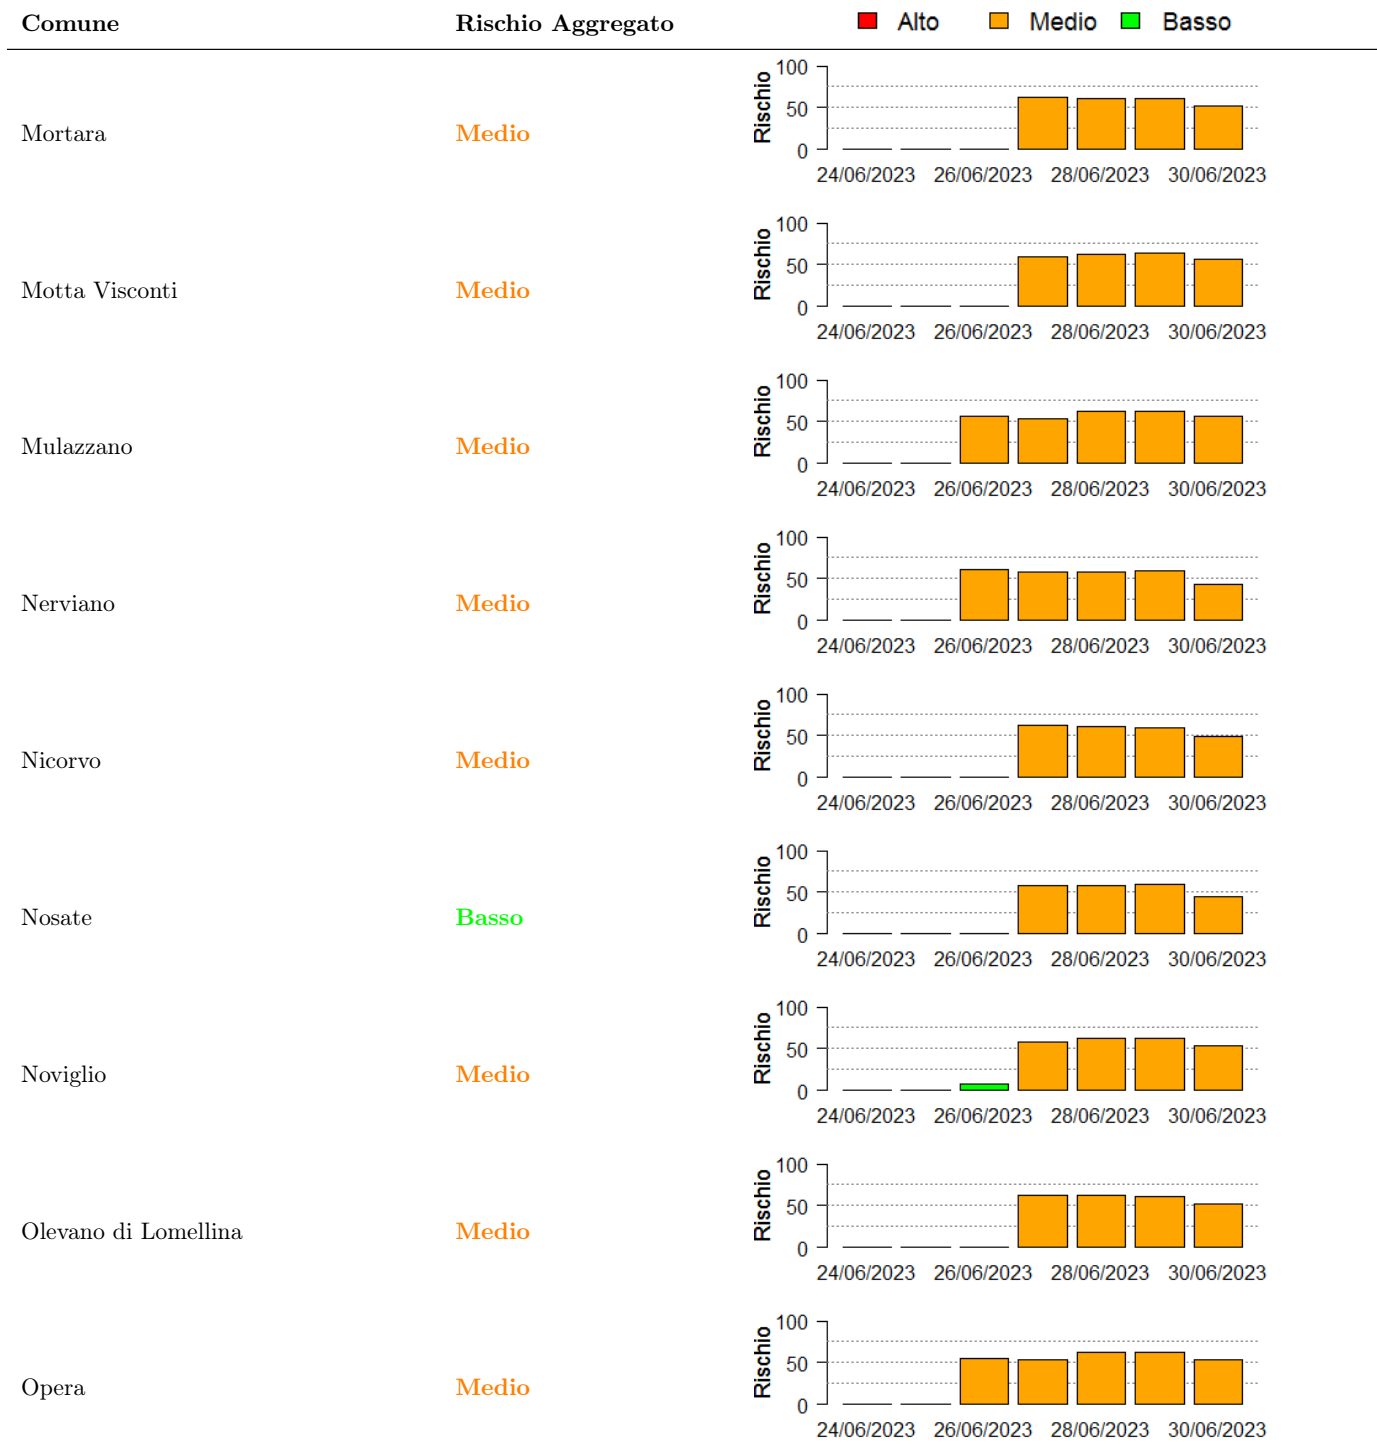 Comune Rischio Aggregato Alto Medio Basso
100
50
0
Rischio
Mortara Medio
24/06/2023 26/06/2023 28/06/2023 30/06/2023
100
50
0
Rischio
Motta Visconti Medio
24/06/2023 26/06/2023 28/06/2023 30/06/2023
100
50
0
Rischio
Mulazzano Medio
24/06/2023 26/06/2023 28/06/2023 30/06/2023
100
50
0
Rischio
Nerviano Medio
24/06/2023 26/06/2023 28/06/2023 30/06/2023
100
50
0
Rischio
Nicorvo Medio
24/06/2023 26/06/2023 28/06/2023 30/06/2023
100
50
0
Rischio
Nosate Basso
24/06/2023 26/06/2023 28/06/2023 30/06/2023
100
50
0
Rischio
Noviglio Medio
24/06/2023 26/06/2023 28/06/2023 30/06/2023
100
50
0
Rischio
Olevano di Lomellina Medio
24/06/2023 26/06/2023 28/06/2023 30/06/2023
100
50
0
Rischio
Opera Medio
24/06/2023 26/06/2023 28/06/2023 30/06/2023